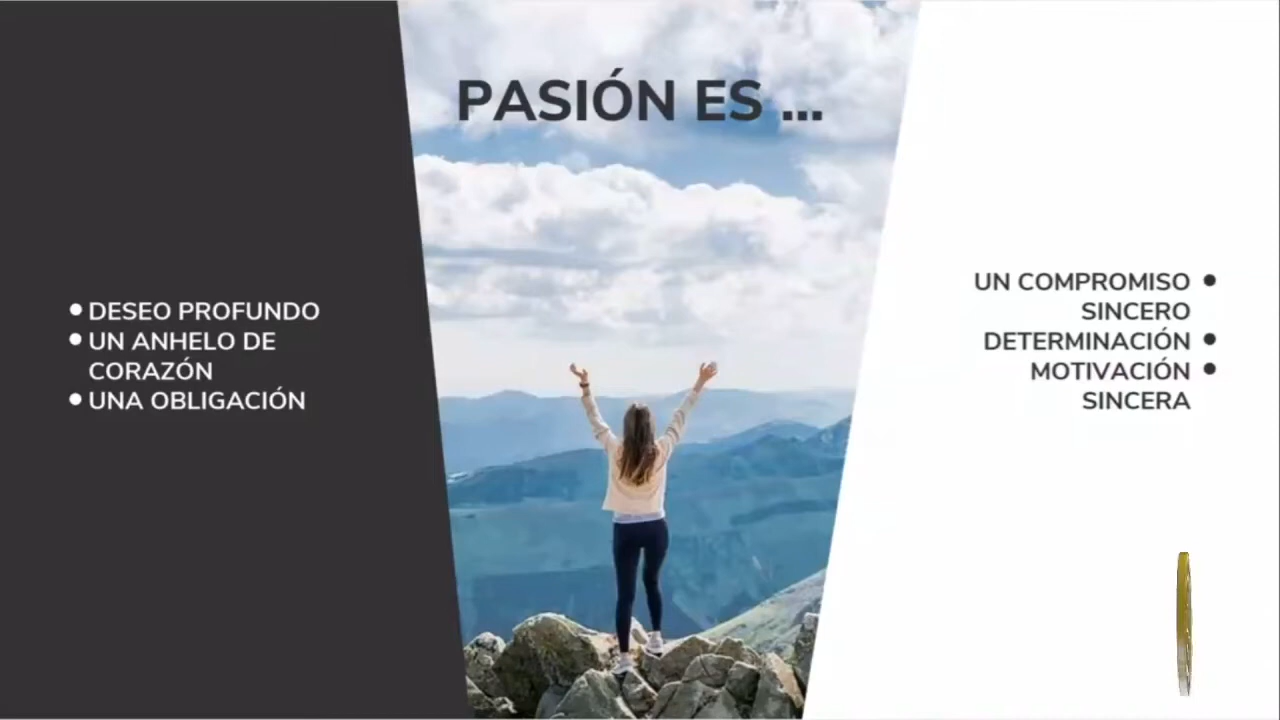 PASIÓN ES ...
• DESEO PROFUNDO
• UN ANHELO DE
CORAZÓN
• UNA OBLIGACIÓN
UN COMPROMISO •
SINCERO
DETERMINACIÓN •
MOTIVACIÓN •
SINCERA